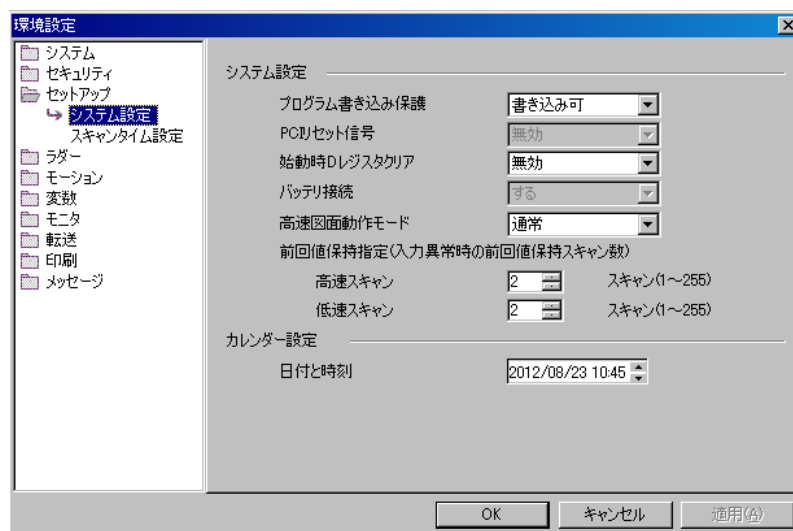 環境設定
システム
セキュリティ
セットアップ
システム設定
スキャンタイム設定
ラダー
モーション
変数
モニタ
転送
印刷
メッセージ
システム設定
プログラム書き込み保護 書き込み可
PCIリセット信号 無効
始動時Dレジスタクリア 無効
バッテリ接続 する
高速図面動作モード 通常
前回値保持指定(入力異常時の前回値保持スキャン数)
高速スキャン 2 スキャン(1～255)
低速スキャン 2 スキャン(1～255)
カレンダー設定
日付と時刻 2012/08/23 10:45
OK キャンセル 適用(A)